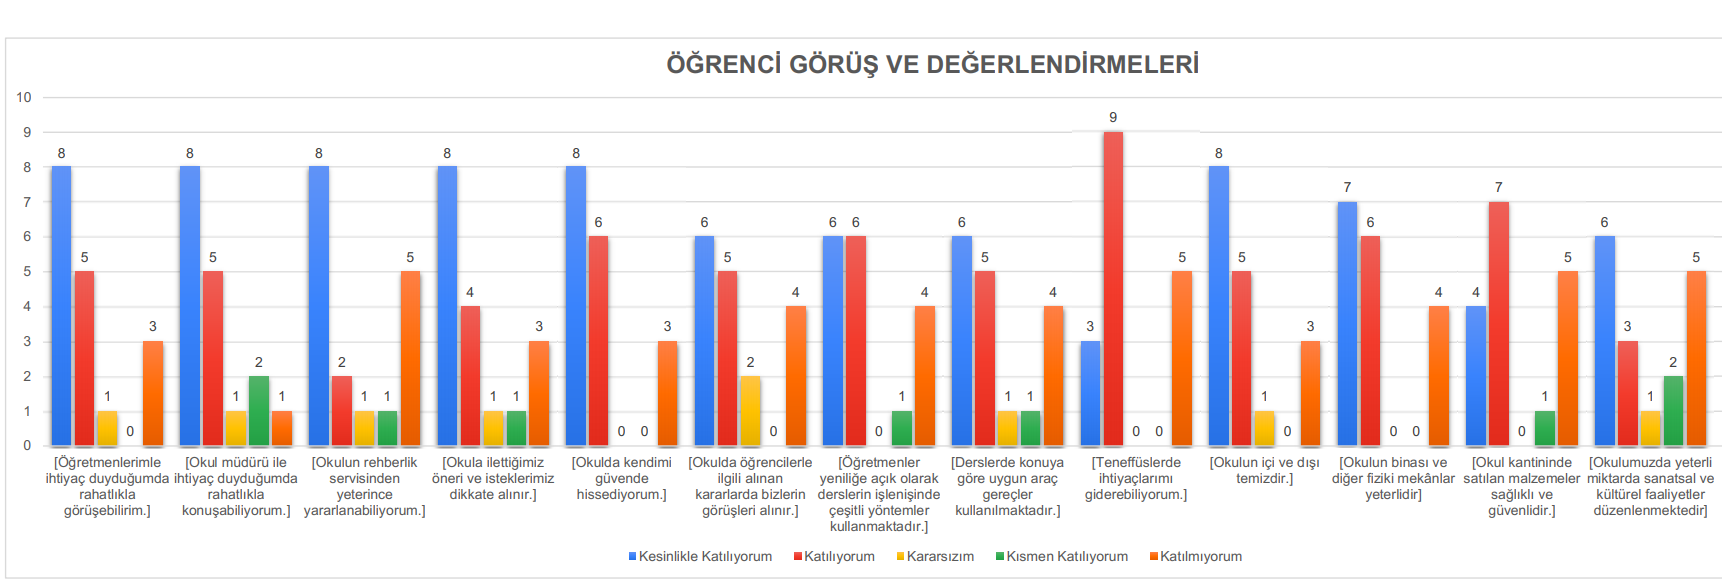 ÖĞRENCİ GÖRÜŞ VE DEĞERLENDİRMELERİ
10
9
8
7
6
5
4
3
2
1
0
8 5 1 0 3
8 5 1 2 1
8 2 1 1 5
8 4 1 1 3
8 6 0 0 3
6 5 2 0 4
6 6 0 1 4
6 5 1 1 4
3 9 0 0 5
8 5 1 0 3
7 6 0 0 4
4 7 0 1 5
6 3 1 2 5
[Öğretmenlerimle
ihtiyaç duyduğumda
rahatlıkla
görüşebilirim.]
[Okul müdürü ile
ihtiyaç duyduğumda
rahatlıkla
konuşabiliyorum.]
[Okulun rehberlik
servisinden
yeterince
yararlanabiliyorum.]
[Okula ilettiğimiz
öneri ve isteklerimiz
dikkate alınır.]
[Okulda kendimi
güvende
hissediyorum.]
[Okulda öğrencilerle
ilgili alınan
kararlarda bizlerin
görüşleri alınır.]
[Öğretmenler
yeniliğe açık olarak
derslerin işlenişinde
çeşitli yöntemler
kullanmaktadır.]
[Derslerde konuya
göre uygun araç
gereçler
kullanılmaktadır.]
[Teneffüslerde
ihtiyaçlarımı
giderebiliyorum.]
[Okulun içi ve dışı
temizdir.]
[Okulun binası ve
diğer fiziki mekânlar
yeterlidir]
[Okul kantininde
satılan malzemeler
sağlıklı ve
güvenlidir.]
[Okulumuzda yeterli
miktarda sanatsal ve
kültürel faaliyetler
düzenlenmektedir]
Kesinlikle Katılıyorum
Katılıyorum
Kararsızım
Kısmen Katılıyorum
Katılmıyorum